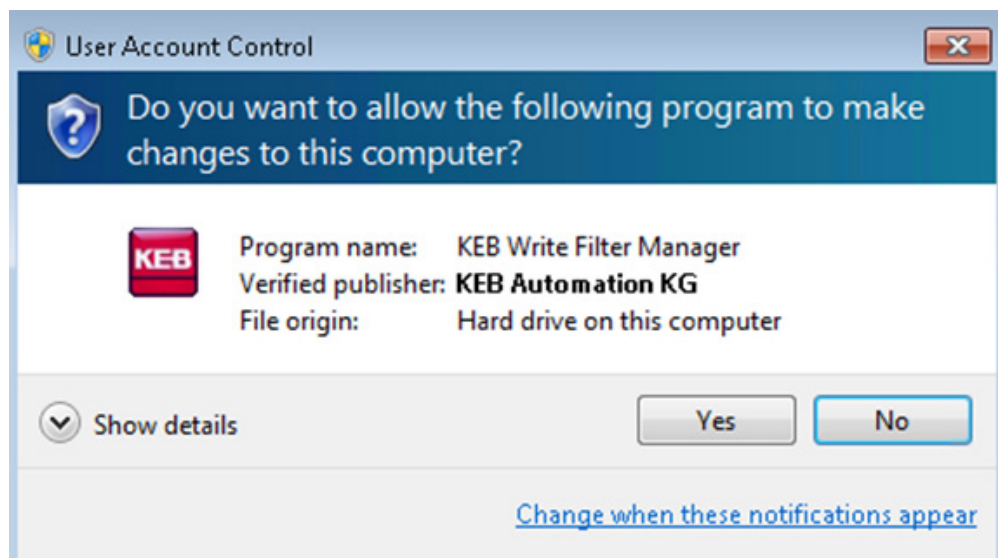 User Account Control
Do you want to allow the following program to make
changes to this computer?
KEB
Program name: KEB Write Filter Manager
Verified publisher: KEB Automation KG
File origin: Hard drive on this computer
Show details
Yes No
Change when these notifications appear